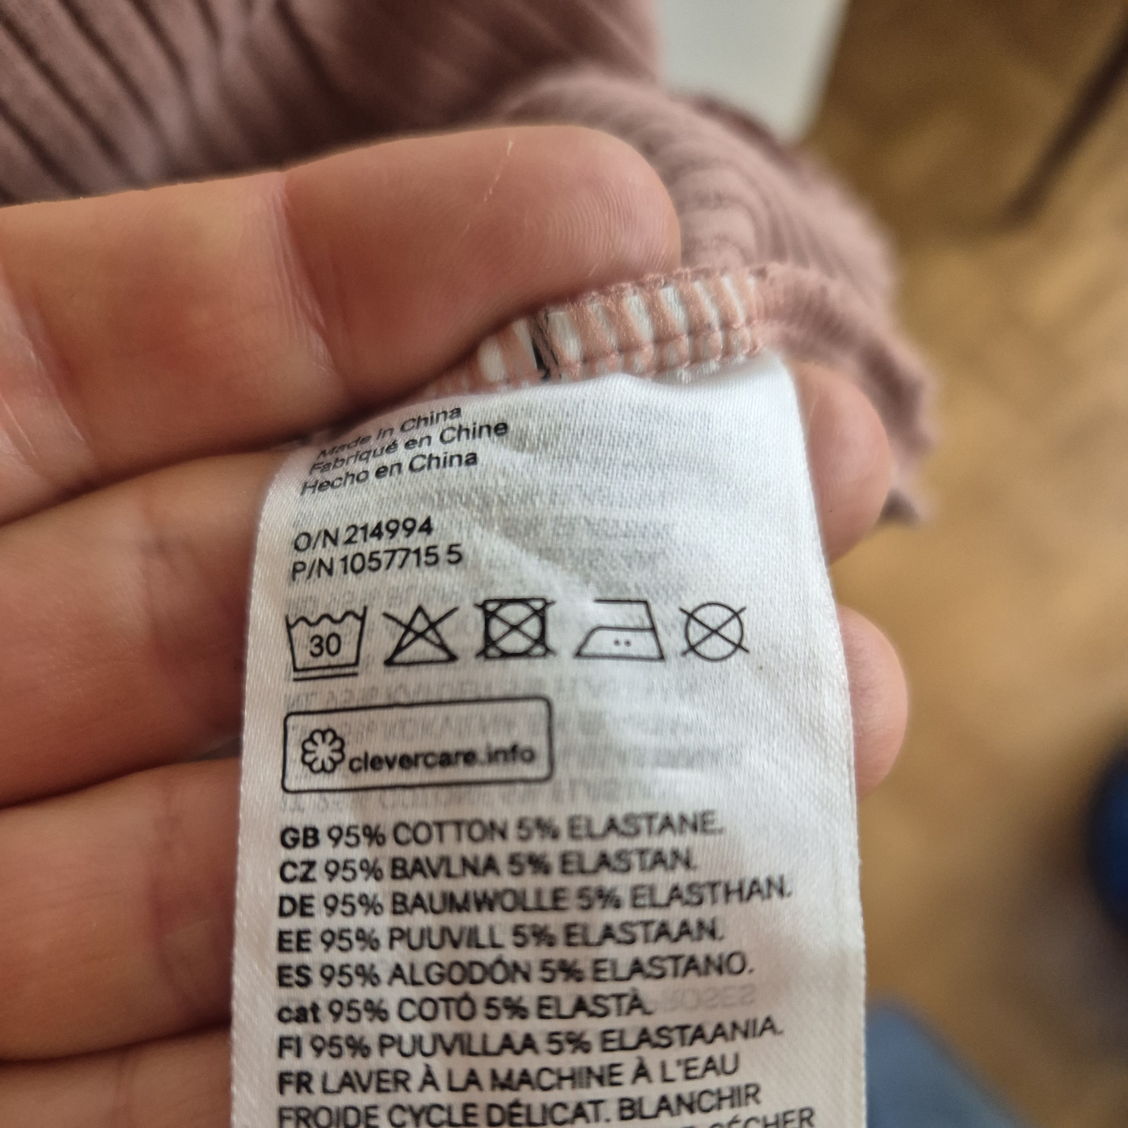 Made in China
Fabriqué en Chine
Hecho en China
O/N 214994
P/N 1057715 5
30
clevercare.info
GB 95% COTTON 5% ELASTANE.
CZ 95% BAVLNA 5% ELASTAN.
DE 95% BAUMWOLLE 5% ELASTHAN.
EE 95% PUUVILL 5% ELASTAAN.
ES 95% ALGODÓN 5% ELASTANO.
cat 95% COTÓ 5% ELASTÀ.
FI 95% PUUVILLAA 5% ELASTAANIA.
FR LAVER À LA MACHINE À L'EAU
FROIDE CYCLE DÉLICAT. BLANCHIR
SÉCHER